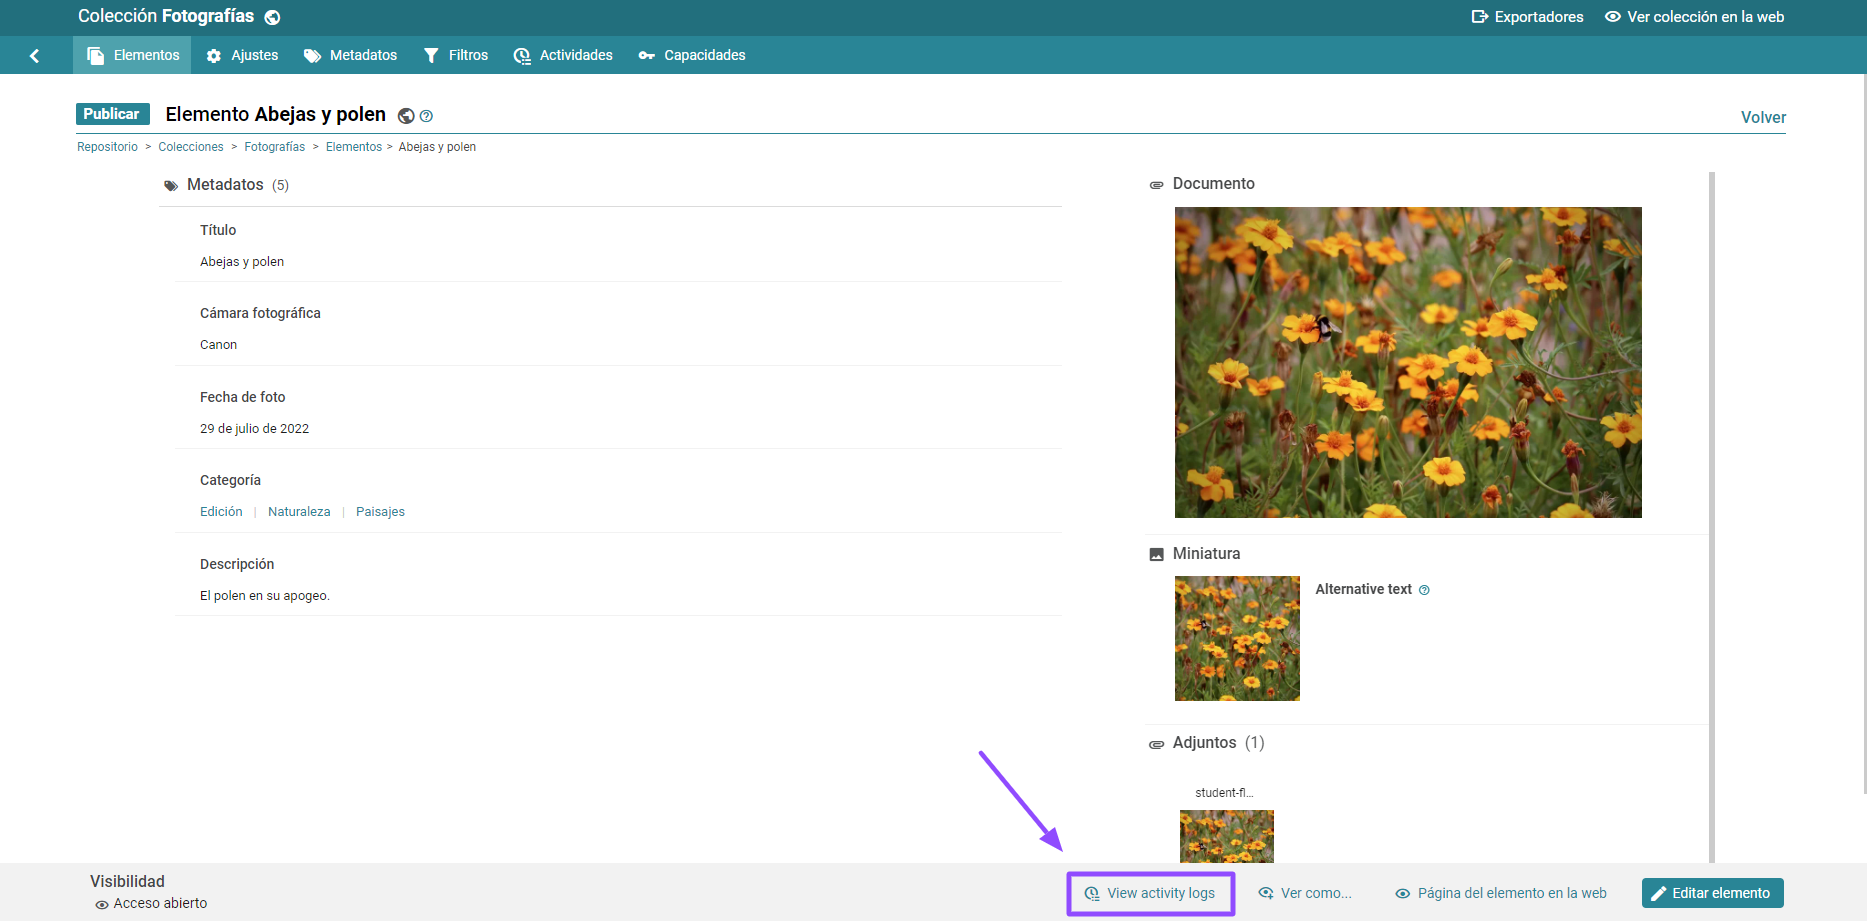 Colección Fotografías
Exportadores
Ver colección en la web
Elementos
Ajustes
Metadatos
Filtros
Actividades
Capacidades
Publicar
Elemento Abejas y polen
Volver
Repositorio > Colecciones > Fotografías > Elementos > Abejas y polen
Metadatos (5)
Título
Abejas y polen
Cámara fotográfica
Canon
Fecha de foto
29 de julio de 2022
Categoría
Edición | Naturaleza | Paisajes
Descripción
El polen en su apogeo.
Documento
Miniatura
Alternative text
Adjuntos (1)
student-fl...
Visibilidad
Acceso abierto
View activity logs
Ver como...
Página del elemento en la web
Editar elemento